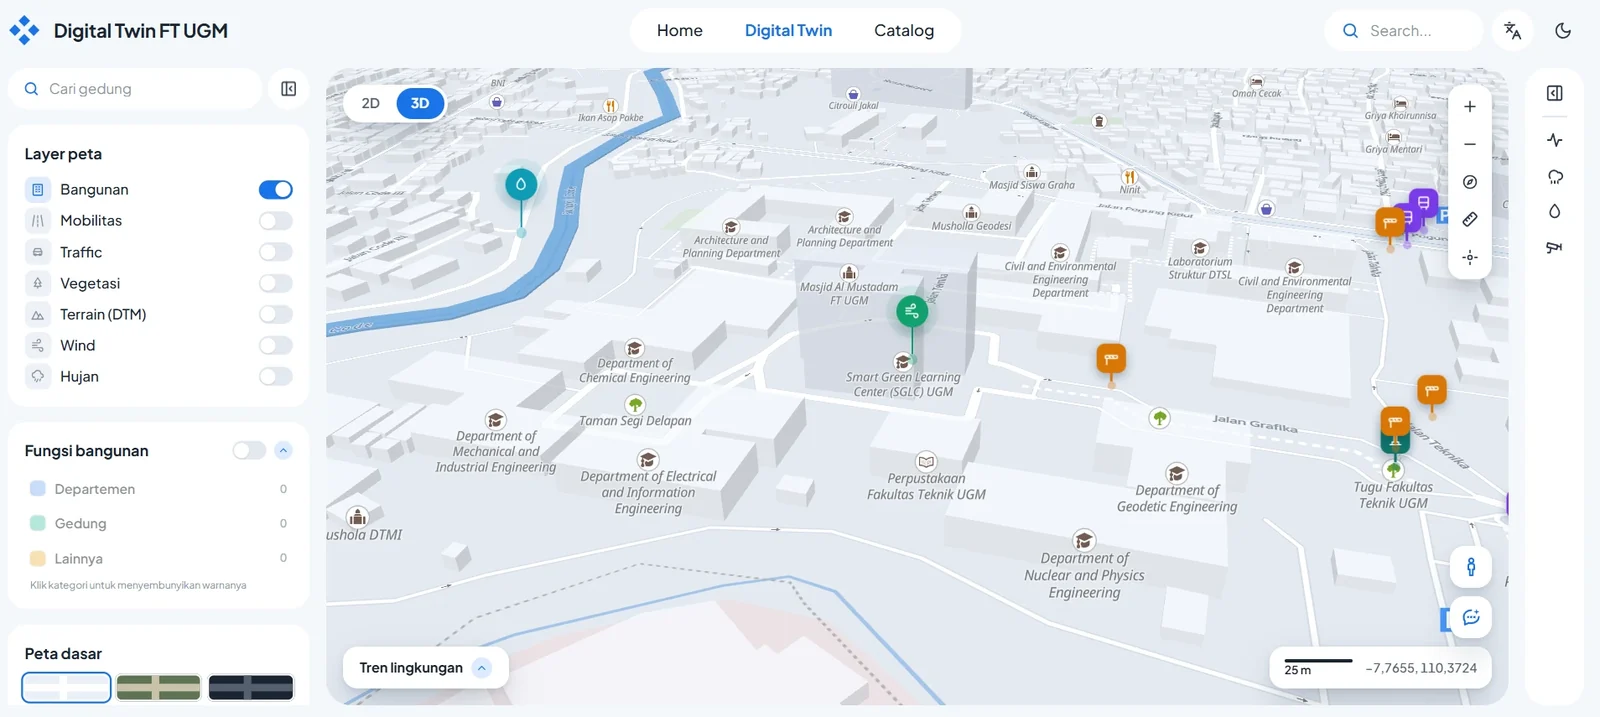 Digital Twin FT UGM
Home
Digital Twin
Catalog
Search...
Cari gedung
Layer peta
Bangunan
Mobilitas
Traffic
Vegetasi
Terrain (DTM)
Wind
Hujan
Fungsi bangunan
Departemen 0
Gedung 0
Lainnya 0
Klik kategori untuk menyembunyikan warnanya
Peta dasar
2D
3D
BNI
Ikan Asap Pakbe
Citrouli Jakal
Omah Cecak
Griya Khoirunnisa
Griya Mentari
Masjid Siswa Graha
Ninit
Architecture and
Planning Department
Architecture and
Planning Department
Musholla Geodesi
Civil and Environmental
Engineering
Department
Laboratorium
Struktur DTSL
Civil and Environmental
Engineering
Department
Masjid Al Mustadam
FT UGM
Department of
Chemical Engineering
Smart Green Learning
Center (SGLC) UGM
Taman Segi Delapan
Jalan Grafika
Department of
Mechanical and
Industrial Engineering
Department of Electrical
and Information
Engineering
Perpustakaan
Fakultas Teknik UGM
Department of
Geodetic Engineering
Tugu Fakultas
Teknik UGM
ushola DTMI
Department of
Nuclear and Physics
Engineering
Tren lingkungan
25 m
-7,7655, 110,3724